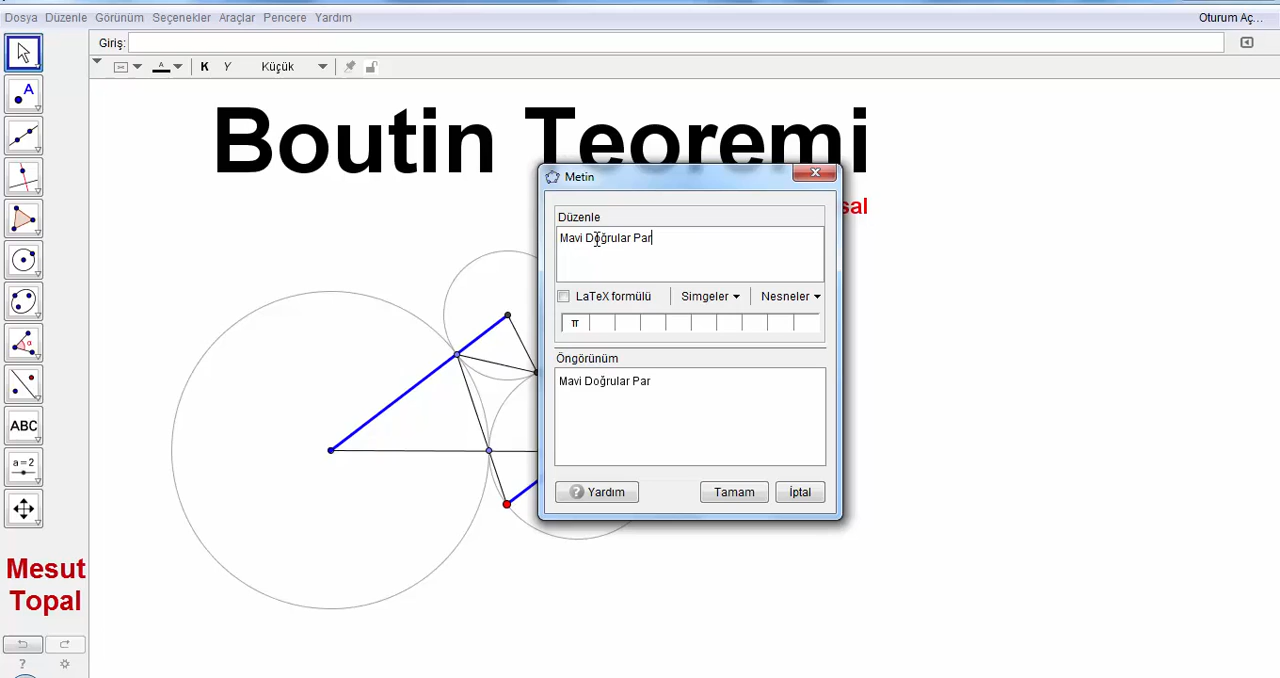 Dosya Düzenle Görünüm Seçenekler Araçlar Pencere Yardım Oturum Aç...
Giriş:
A K Y Küçük
A
Boutin Teoremi
Metin
sal
Düzenle
Mavi Doğrular Par
LaTeX formülü Simgeler Nesneler
π
α
Öngörünüm
Mavi Doğrular Par
ABC
a=2
? Yardım Tamam İptal
Mesut
Topal
?